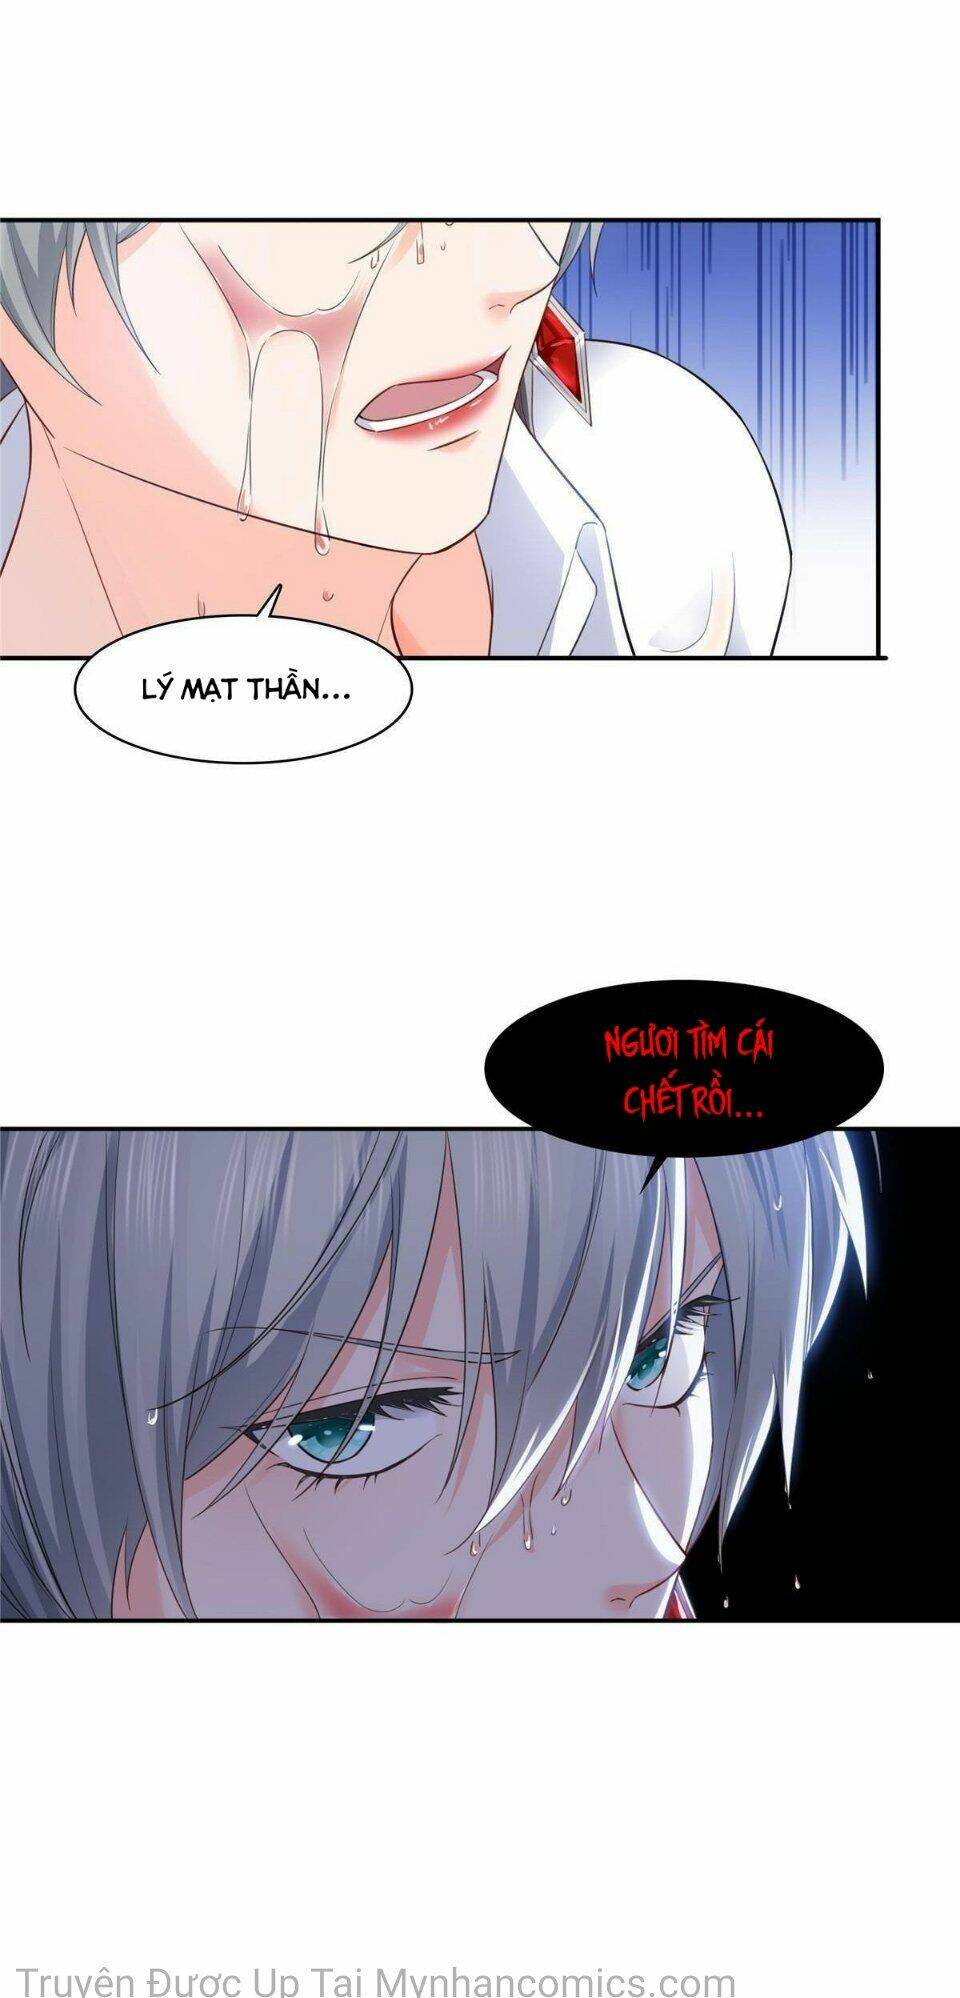 LÝ MẠT THẦN...
NGƯƠI TÌM CÁI
CHẾT RỒI...
Truyện Được Up Tại Mynhancomics.com